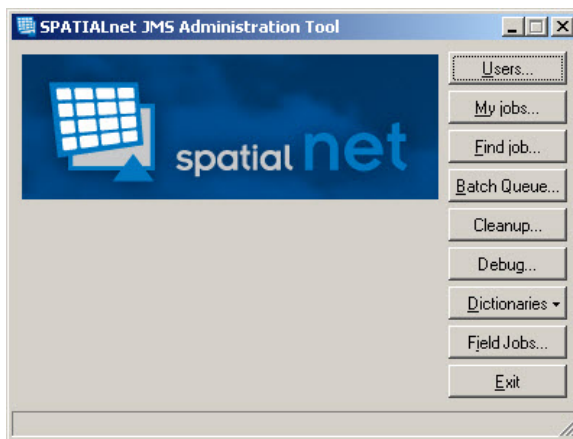 SPATIALnet JMS Administration Tool
spatial net
Users...
My jobs...
Find job...
Batch Queue...
Cleanup...
Debug...
Dictionaries
Field Jobs...
Exit